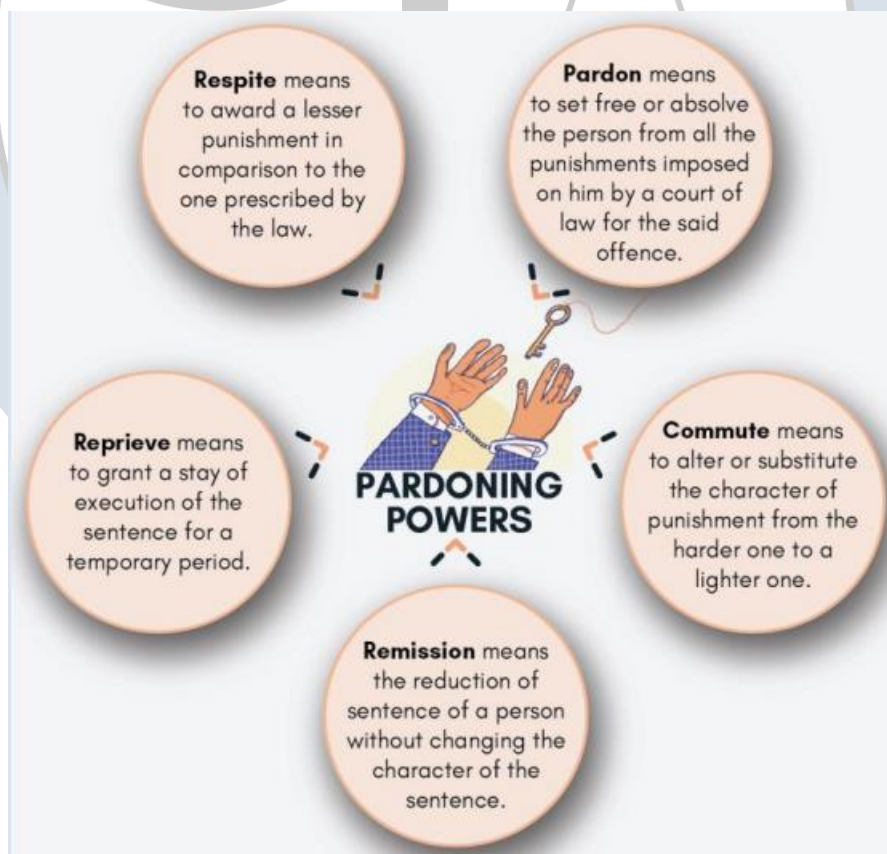 Respite means
to award a lesser
punishment in
comparison to the
one prescribed by
the law.
Pardon means
to set free or absolve
the person from all the
punishments imposed
on him by a court of
law for the said
offence.
Reprieve means
to grant a stay of
execution of the
sentence for a
temporary period.
PARDONING
POWERS
Commute means
to alter or substitute
the character of
punishment from the
harder one to a
lighter one.
Remission means
the reduction of
sentence of a person
without changing the
character of the
sentence.